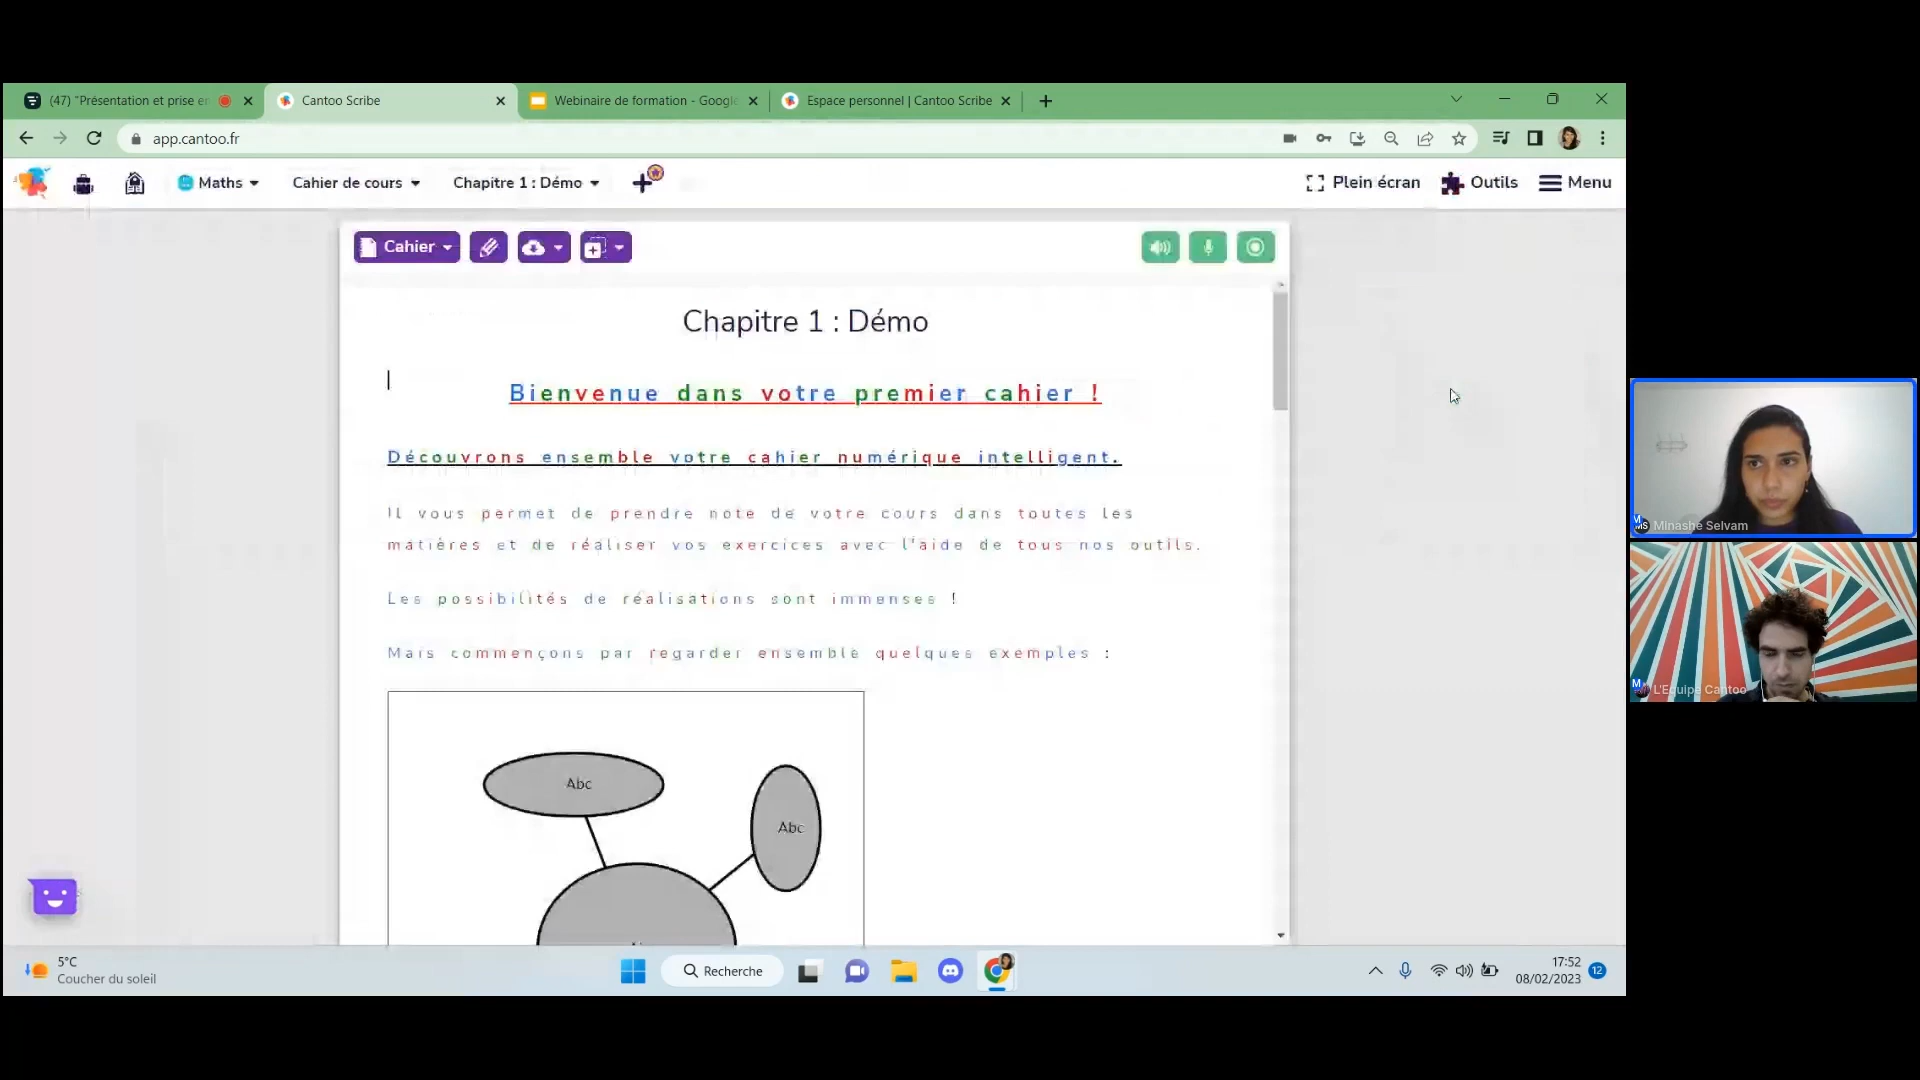 (47) "Présentation et prise en
Cantoo Scribe
Webinaire de formation - Google
Espace personnel | Cantoo Scribe
app.cantoo.fr
Maths
Cahier de cours
Chapitre 1 : Démo
Plein écran
Outils
Menu
Cahier
Chapitre 1 : Démo
Bienvenue dans votre premier cahier !
Découvrons ensemble votre cahier numérique intelligent.
Il vous permet de prendre note de votre cours dans toutes les
matières et de réaliser vos exercices avec l'aide de tous nos outils.
Les possibilités de réalisations sont immenses !
Mais commençons par regarder ensemble quelques exemples :
Abc
Abc
MS Minashe Selvam
L'Equipe Cantoo
5°C
Coucher du soleil
Recherche
17:52
08/02/2023
12